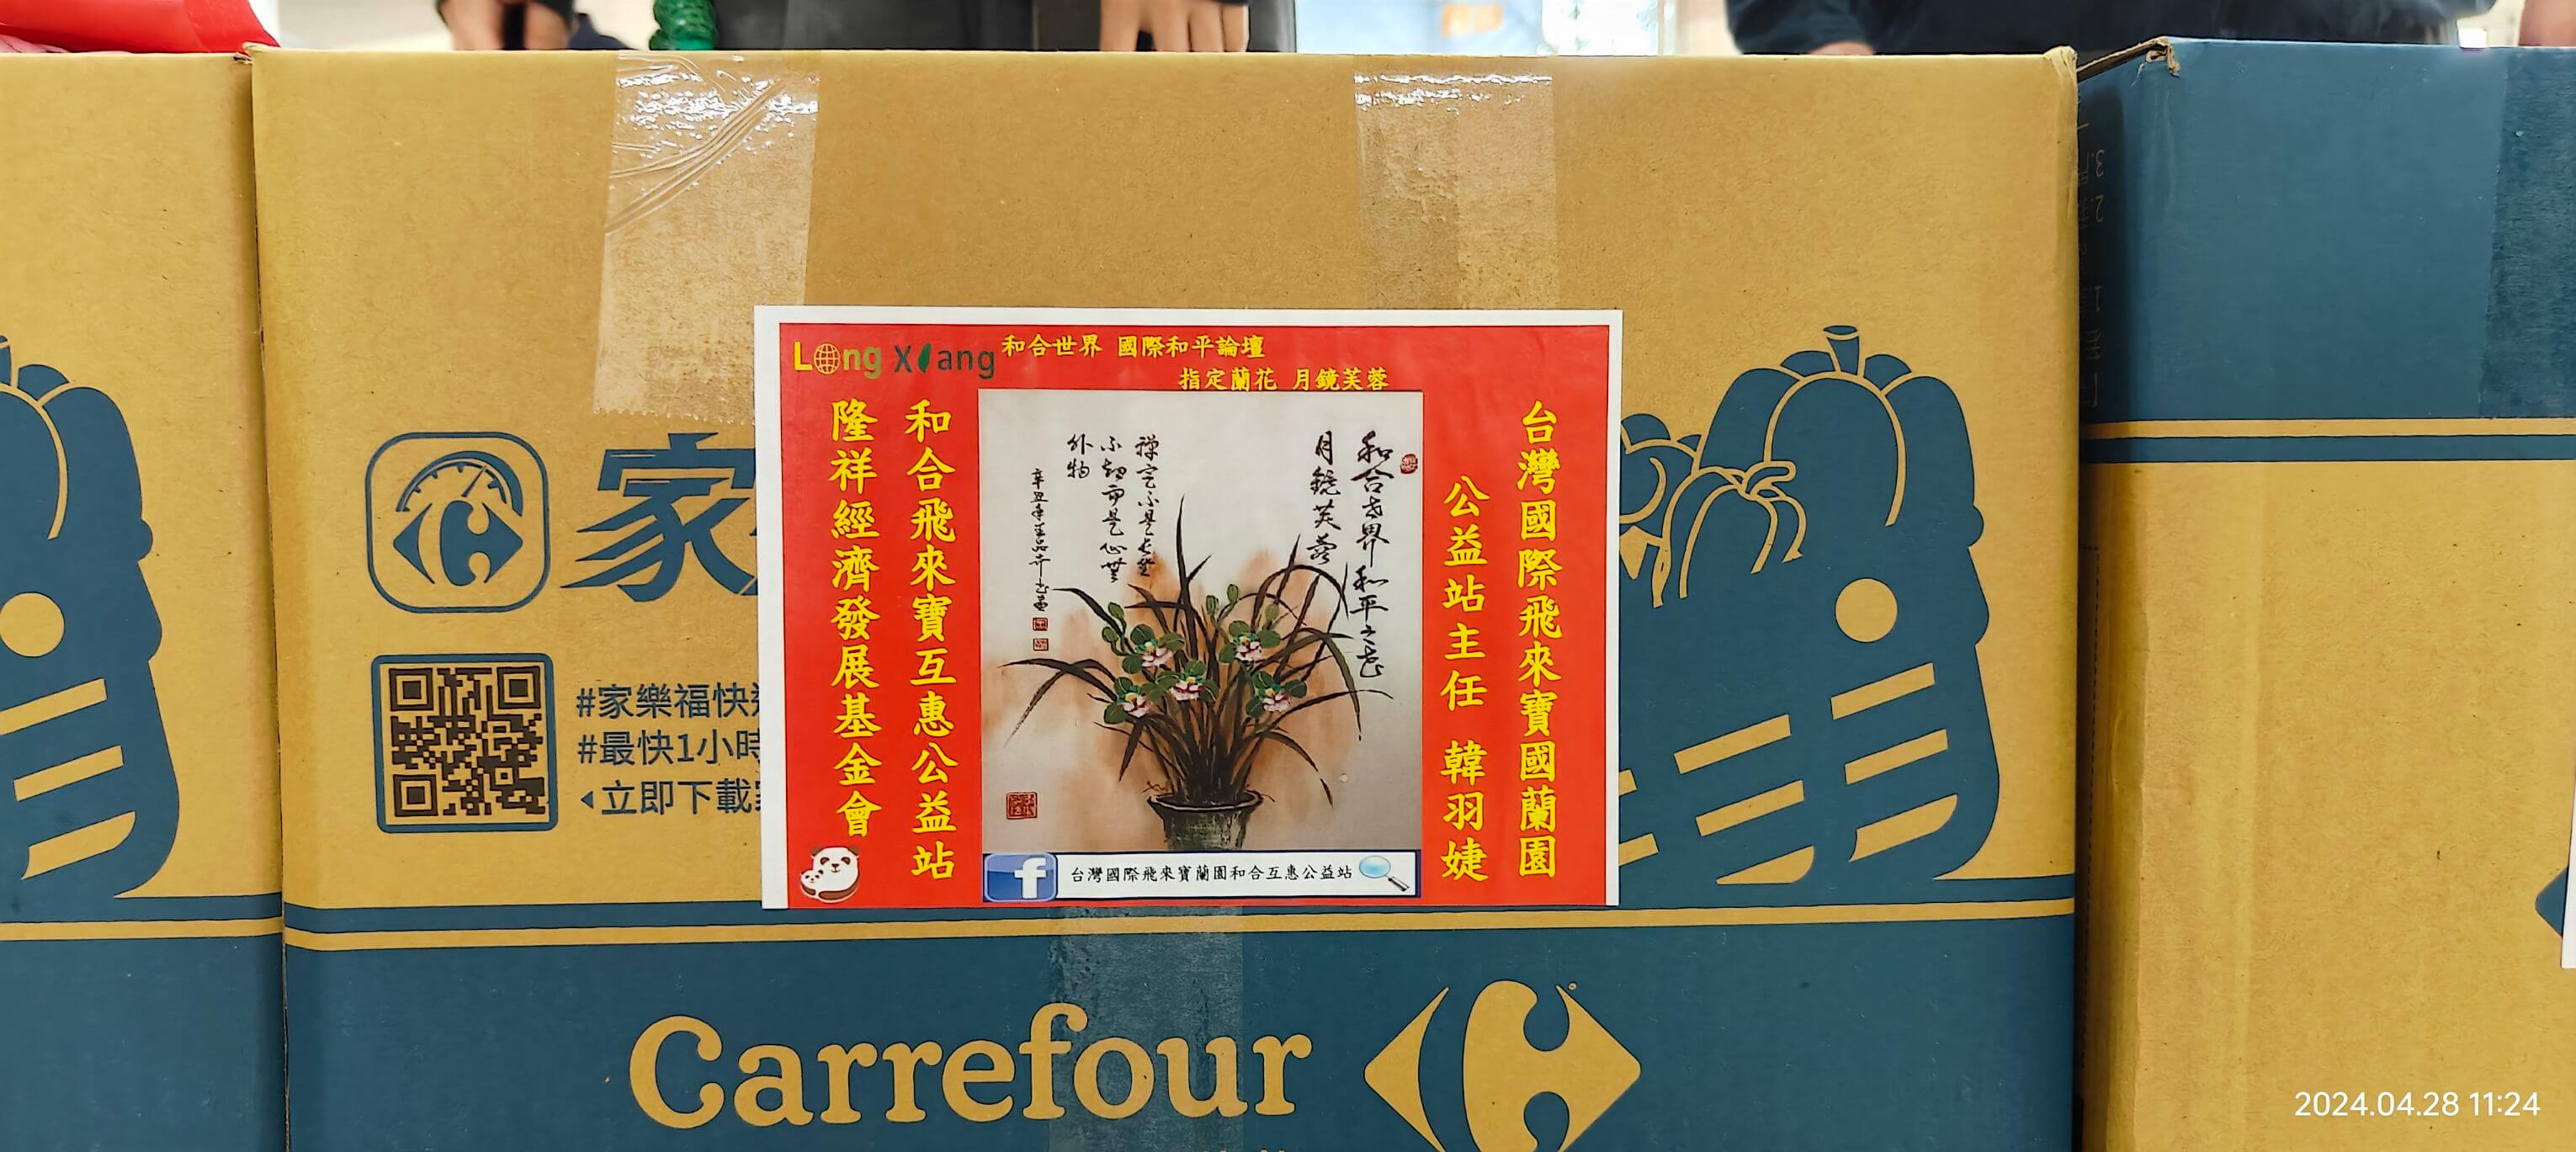 Long Xiang
和合世界 國際和平論壇
指定蘭花 月鏡芙蓉
台灣國際飛來寶國蘭園
公益站主任 韓羽婕
和合世界 和平之花
月鏡芙蓉
外物
和合飛來寶互惠公益站
隆祥經濟發展基金會
台灣國際飛來寶蘭園和合互惠公益站
家
#家樂福快
#最快1小時
立即下載
Carrefour
2024.04.28 11:24